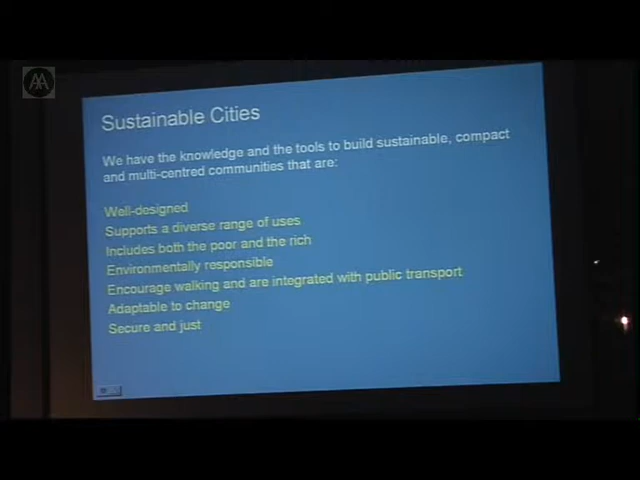 AA
Sustainable Cities
We have the knowledge and the tools to build sustainable, compact
and multi-centred communities that are:
Well-designed
Supports a diverse range of uses
Includes both the poor and the rich
Environmentally responsible
Encourage walking and are integrated with public transport
Adaptable to change
Secure and just